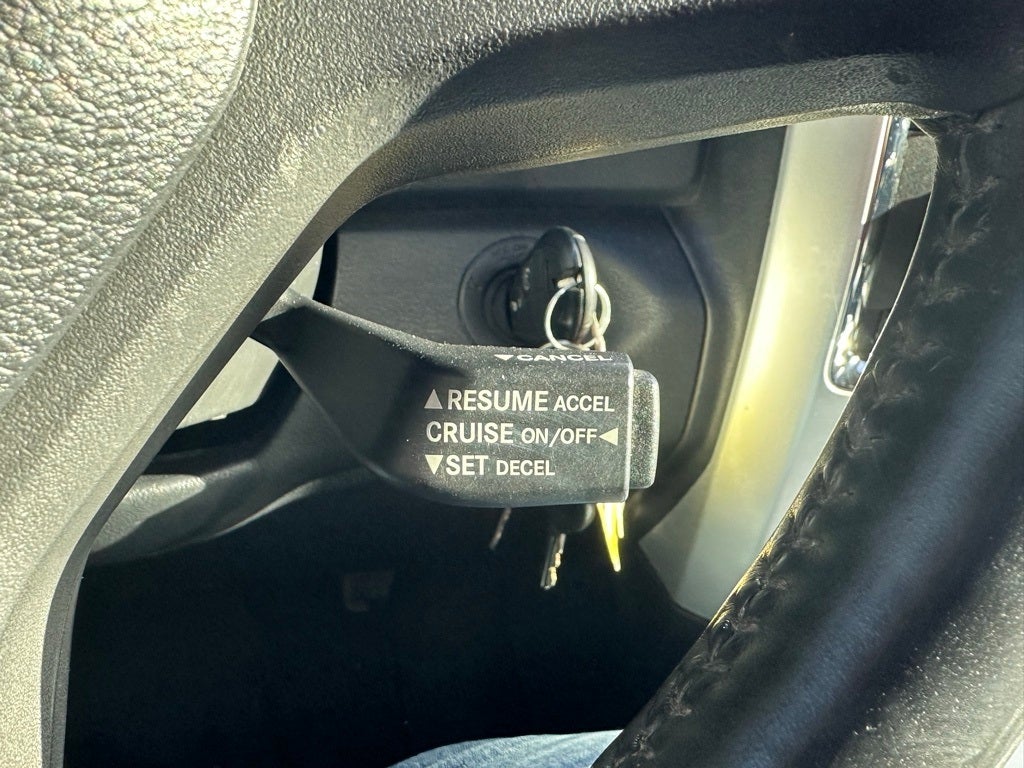 ▼CANCEL
▲RESUME ACCEL
CRUISE ON/OFF◀
▼SET DECEL